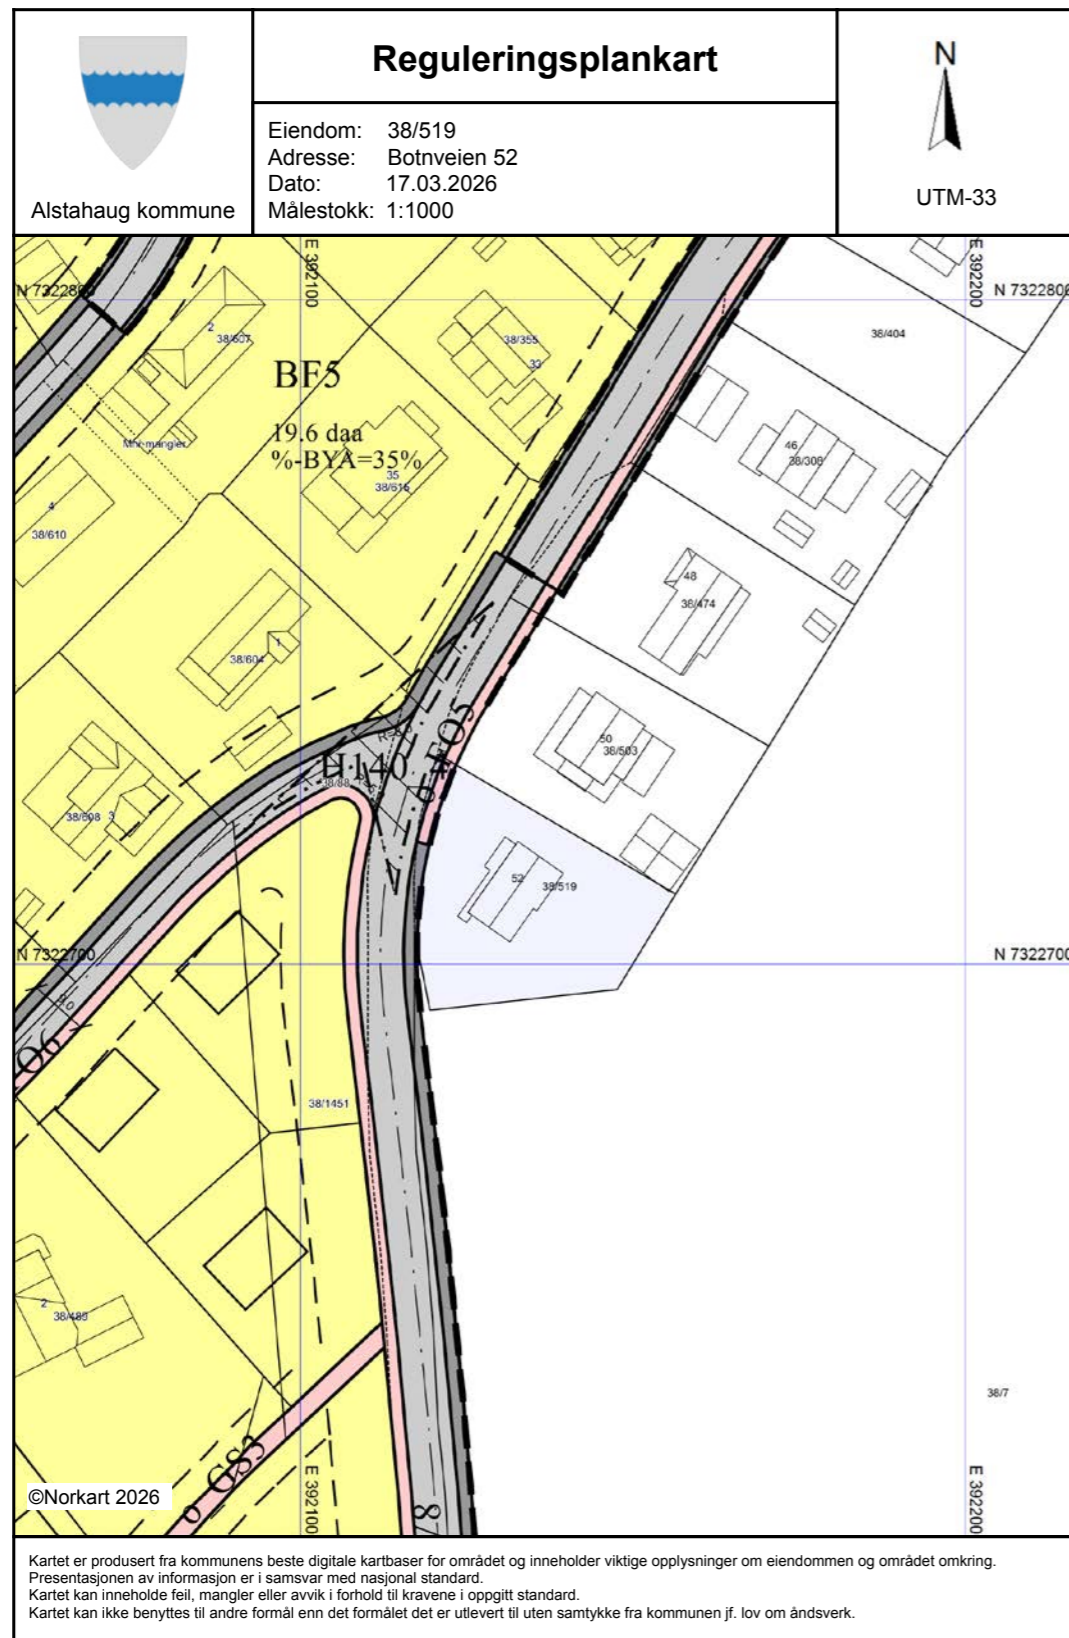 Reguleringsplankart
Eiendom: 38/519
Adresse: Botnveien 52
Dato: 17.03.2026
Målestokk: 1:1000
Alstahaug kommune
N
UTM-33
E 392100
E 392200
N 7322800
N 7322800
38/404
2
38/607
38/355
33
BF5
19.6 daa
%-BYA=35%
Mnr mangler
46
38/308
35
38/615
4
38/610
48
38/474
1
38/604
50
38/503
H140
38/88
38/608 3
52
38/519
N 7322700
N 7322700
38/1451
2
38/489
38/7
o GS3
E 392100
E 392200
©Norkart 2026
Kartet er produsert fra kommunens beste digitale kartbaser for området og inneholder viktige opplysninger om eiendommen og området omkring.
Presentasjonen av informasjon er i samsvar med nasjonal standard.
Kartet kan inneholde feil, mangler eller avvik i forhold til kravene i oppgitt standard.
Kartet kan ikke benyttes til andre formål enn det formålet det er utlevert til uten samtykke fra kommunen jf. lov om åndsverk.